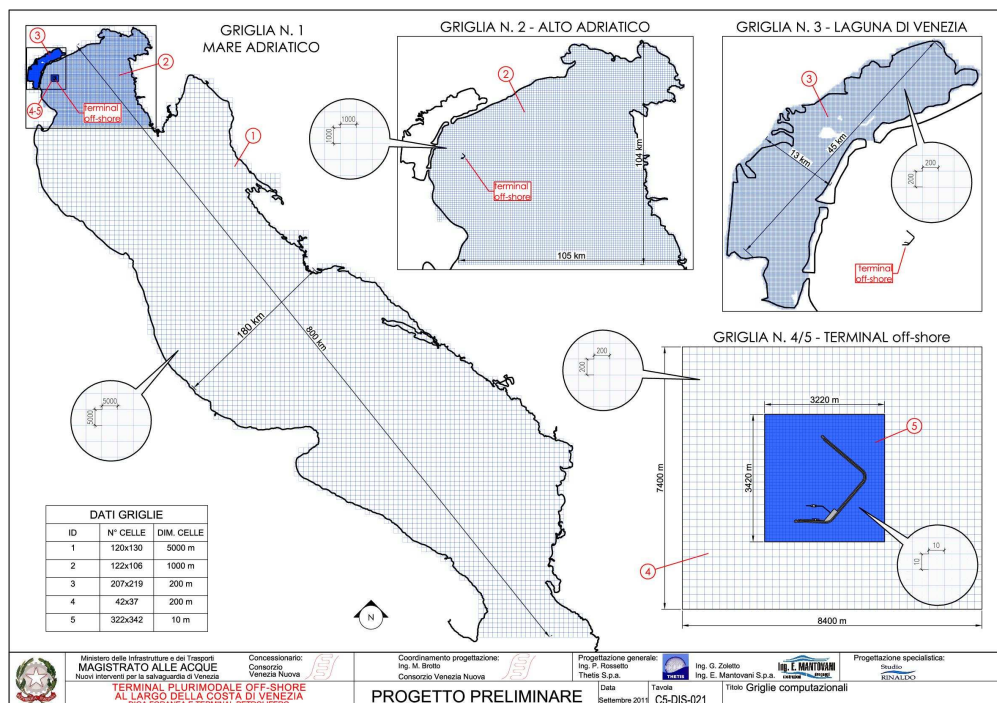 GRIGLIA N. 1
MARE ADRIATICO
3
2
4-5
terminal
off-shore
1
180 km
800 km
5000
5000
GRIGLIA N. 2 - ALTO ADRIATICO
2
1000
1000
terminal
off-shore
104 km
105 km
GRIGLIA N. 3 - LAGUNA DI VENEZIA
3
13 km
45 km
200
200
terminal
off-shore
GRIGLIA N. 4/5 - TERMINAL off-shore
200
200
3220 m
5
7400 m
3420 m
10
10
4
8400 m
DATI GRIGLIE
ID N° CELLE DIM. CELLE
1 120x130 5000 m
2 122x106 1000 m
3 207x219 200 m
4 42x37 200 m
5 322x342 10 m
N
Ministero delle Infrastrutture e dei Trasporti
MAGISTRATO ALLE ACQUE
Nuovi interventi per la salvaguardia di Venezia
Concessionario:
Consorzio
Venezia Nuova
TERMINAL PLURIMODALE OFF-SHORE
AL LARGO DELLA COSTA DI VENEZIA
DIGA FORANEA E TERMINAL PETROLIFERO
Coordinamento progettazione:
Ing. M. Brotto
Consorzio Venezia Nuova
PROGETTO PRELIMINARE
Progettazione generale:
Ing. P. Rossetto
Thetis S.p.a.
THETIS
Ing. G. Zoletto
Ing. E. Mantovani S.p.a.
Ing. E. MANTOVANI
Progettazione specialistica:
Studio
RINALDO
Data
Settembre 2011
Tavola
C5-DIS-021
Titolo Griglie computazionali